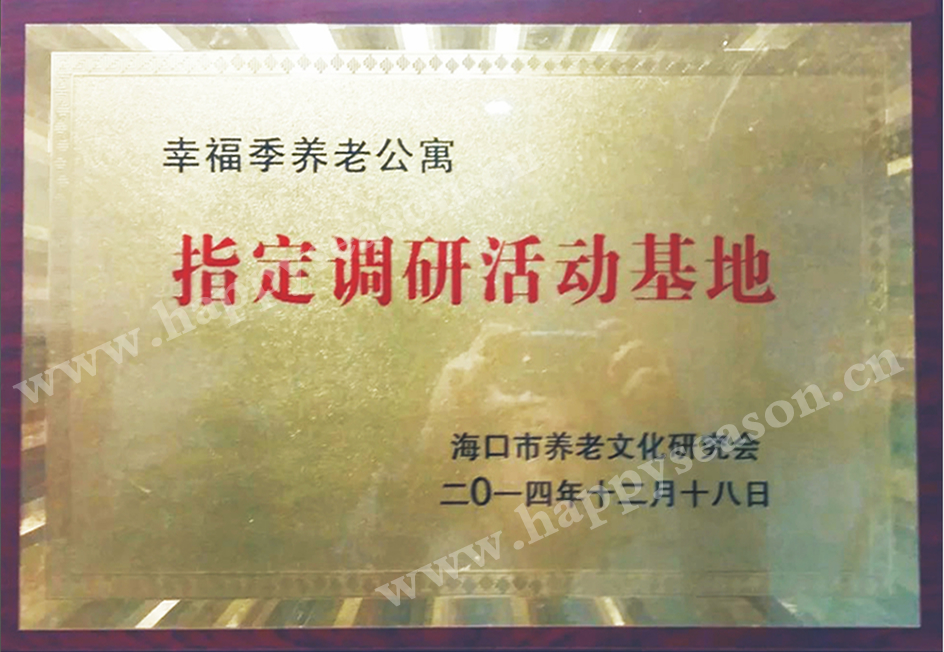 幸福季养老公寓
指定调研活动基地
海口市养老文化研究会
二0一四年十二月十八日
www.happyseason.cn
www.happyseason.cn